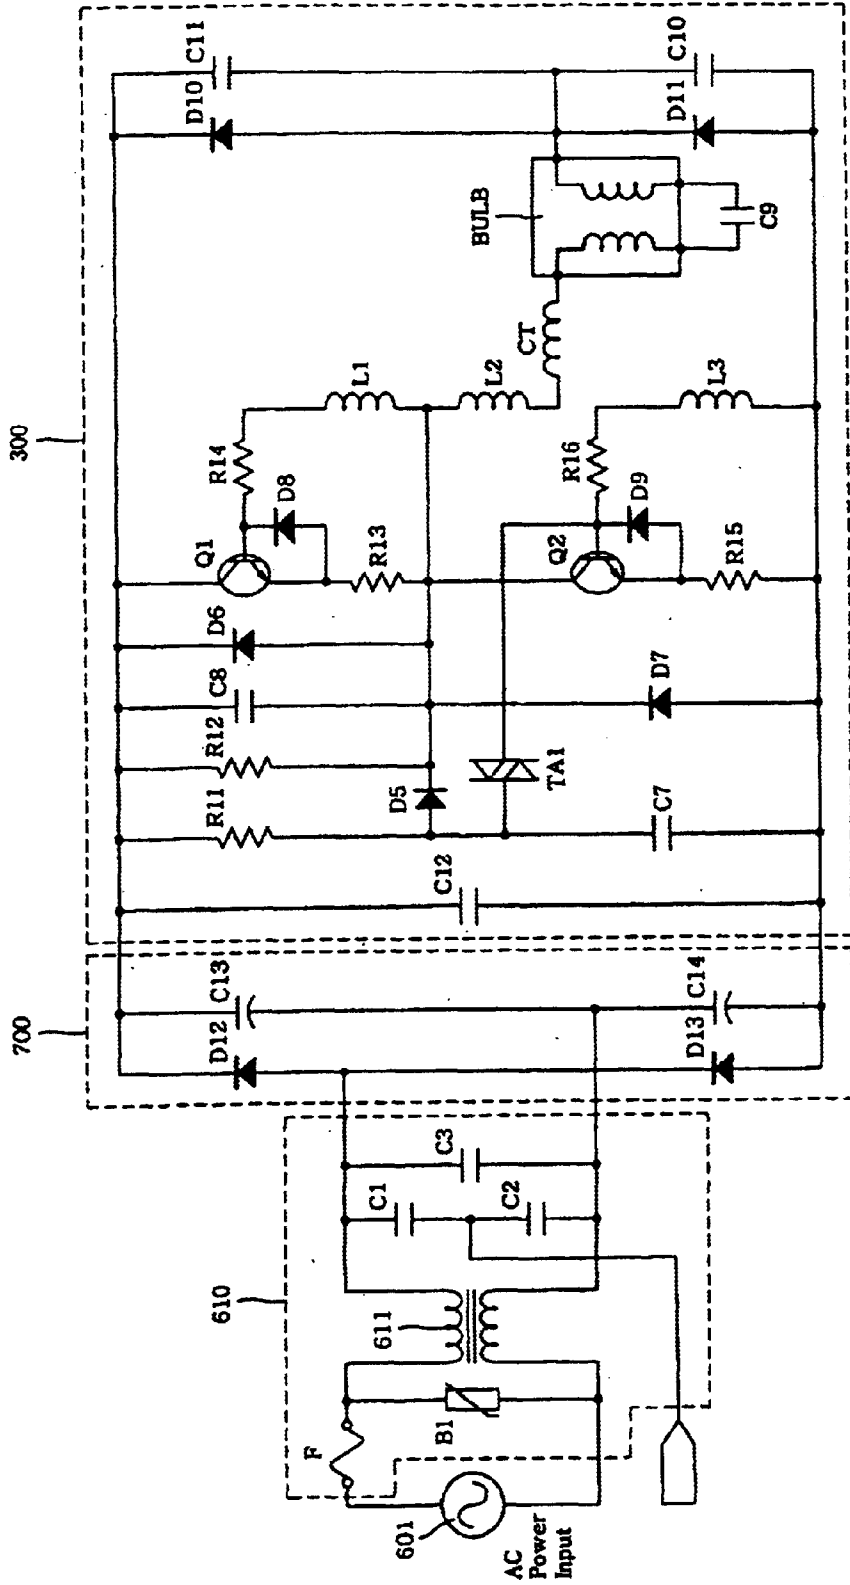 300
700
610
C11
D10
C10
D11
BULB
C9
CT
L1
L2
L3
R14
D8
Q1
R13
R16
D9
Q2
R15
D6
C8
R12
R11
D5
D7
TA1
C7
C12
C13
D12
C14
D13
C3
C1
C2
611
B1
F
601
AC
Power
Input